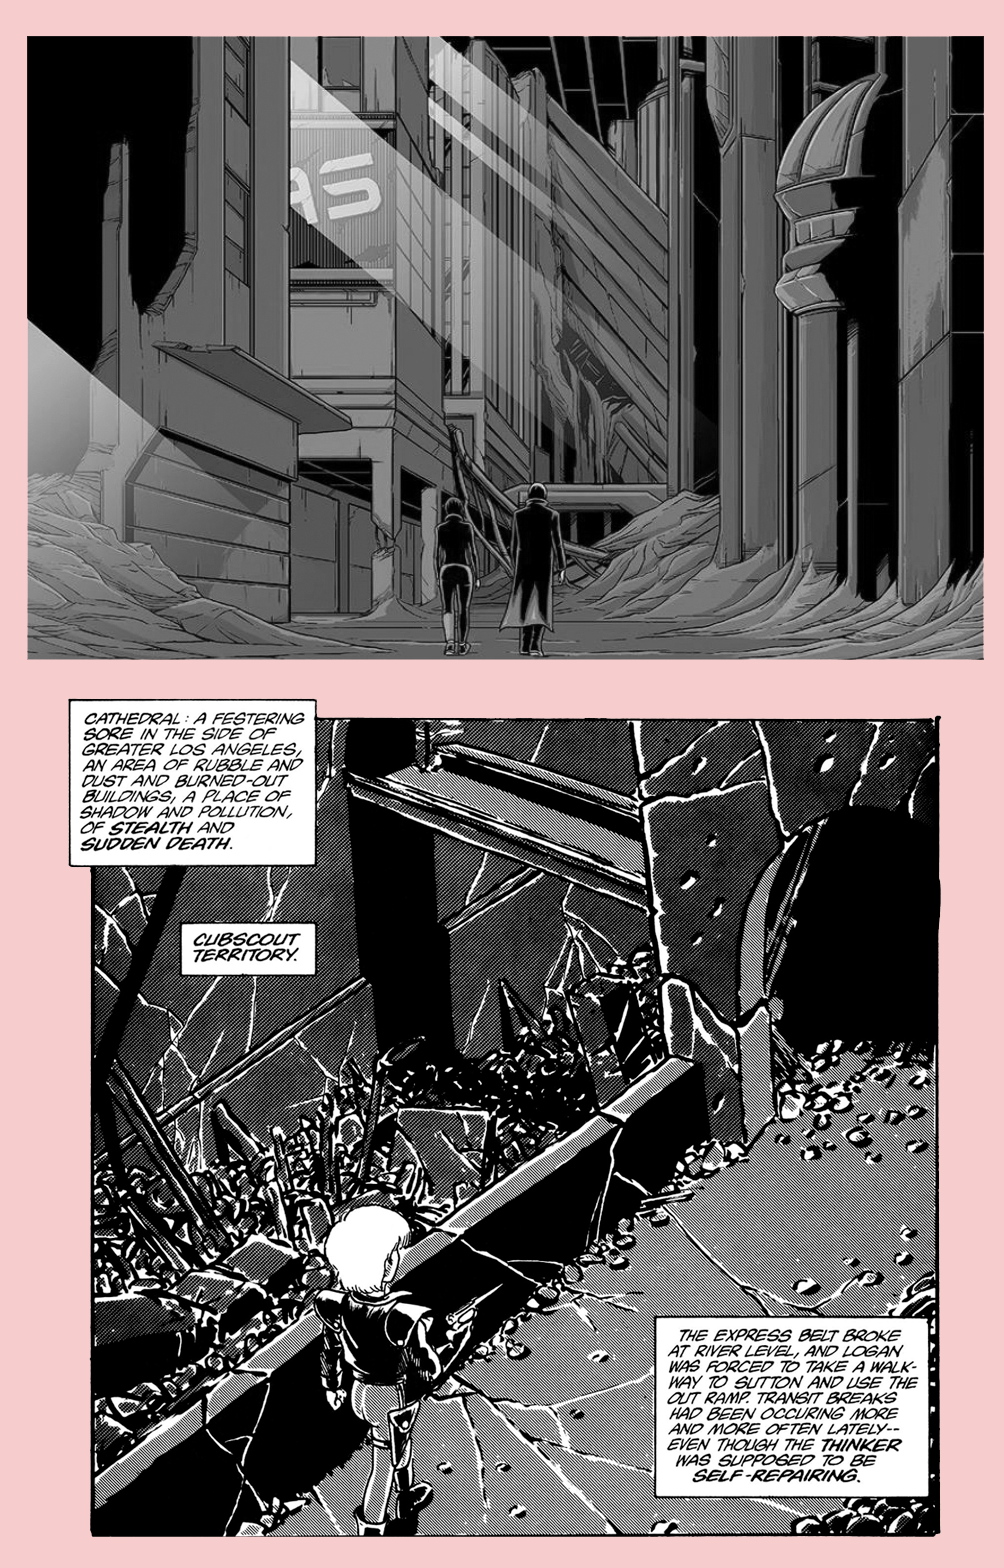 AS
CATHEDRAL: A FESTERING
SORE IN THE SIDE OF
GREATER LOS ANGELES,
AN AREA OF RUBBLE AND
DUST AND BURNED-OUT
BUILDINGS, A PLACE OF
SHADOW AND POLLUTION,
OF STEALTH AND
SUDDEN DEATH.
CUBSCOUT
TERRITORY.
THE EXPRESS BELT BROKE
AT RIVER LEVEL, AND LOGAN
WAS FORCED TO TAKE A WALK-
WAY TO SUTTON AND USE THE
OUT RAMP. TRANSIT BREAKS
HAD BEEN OCCURING MORE
AND MORE OFTEN LATELY--
EVEN THOUGH THE THINKER
WAS SUPPOSED TO BE
SELF-REPAIRING.